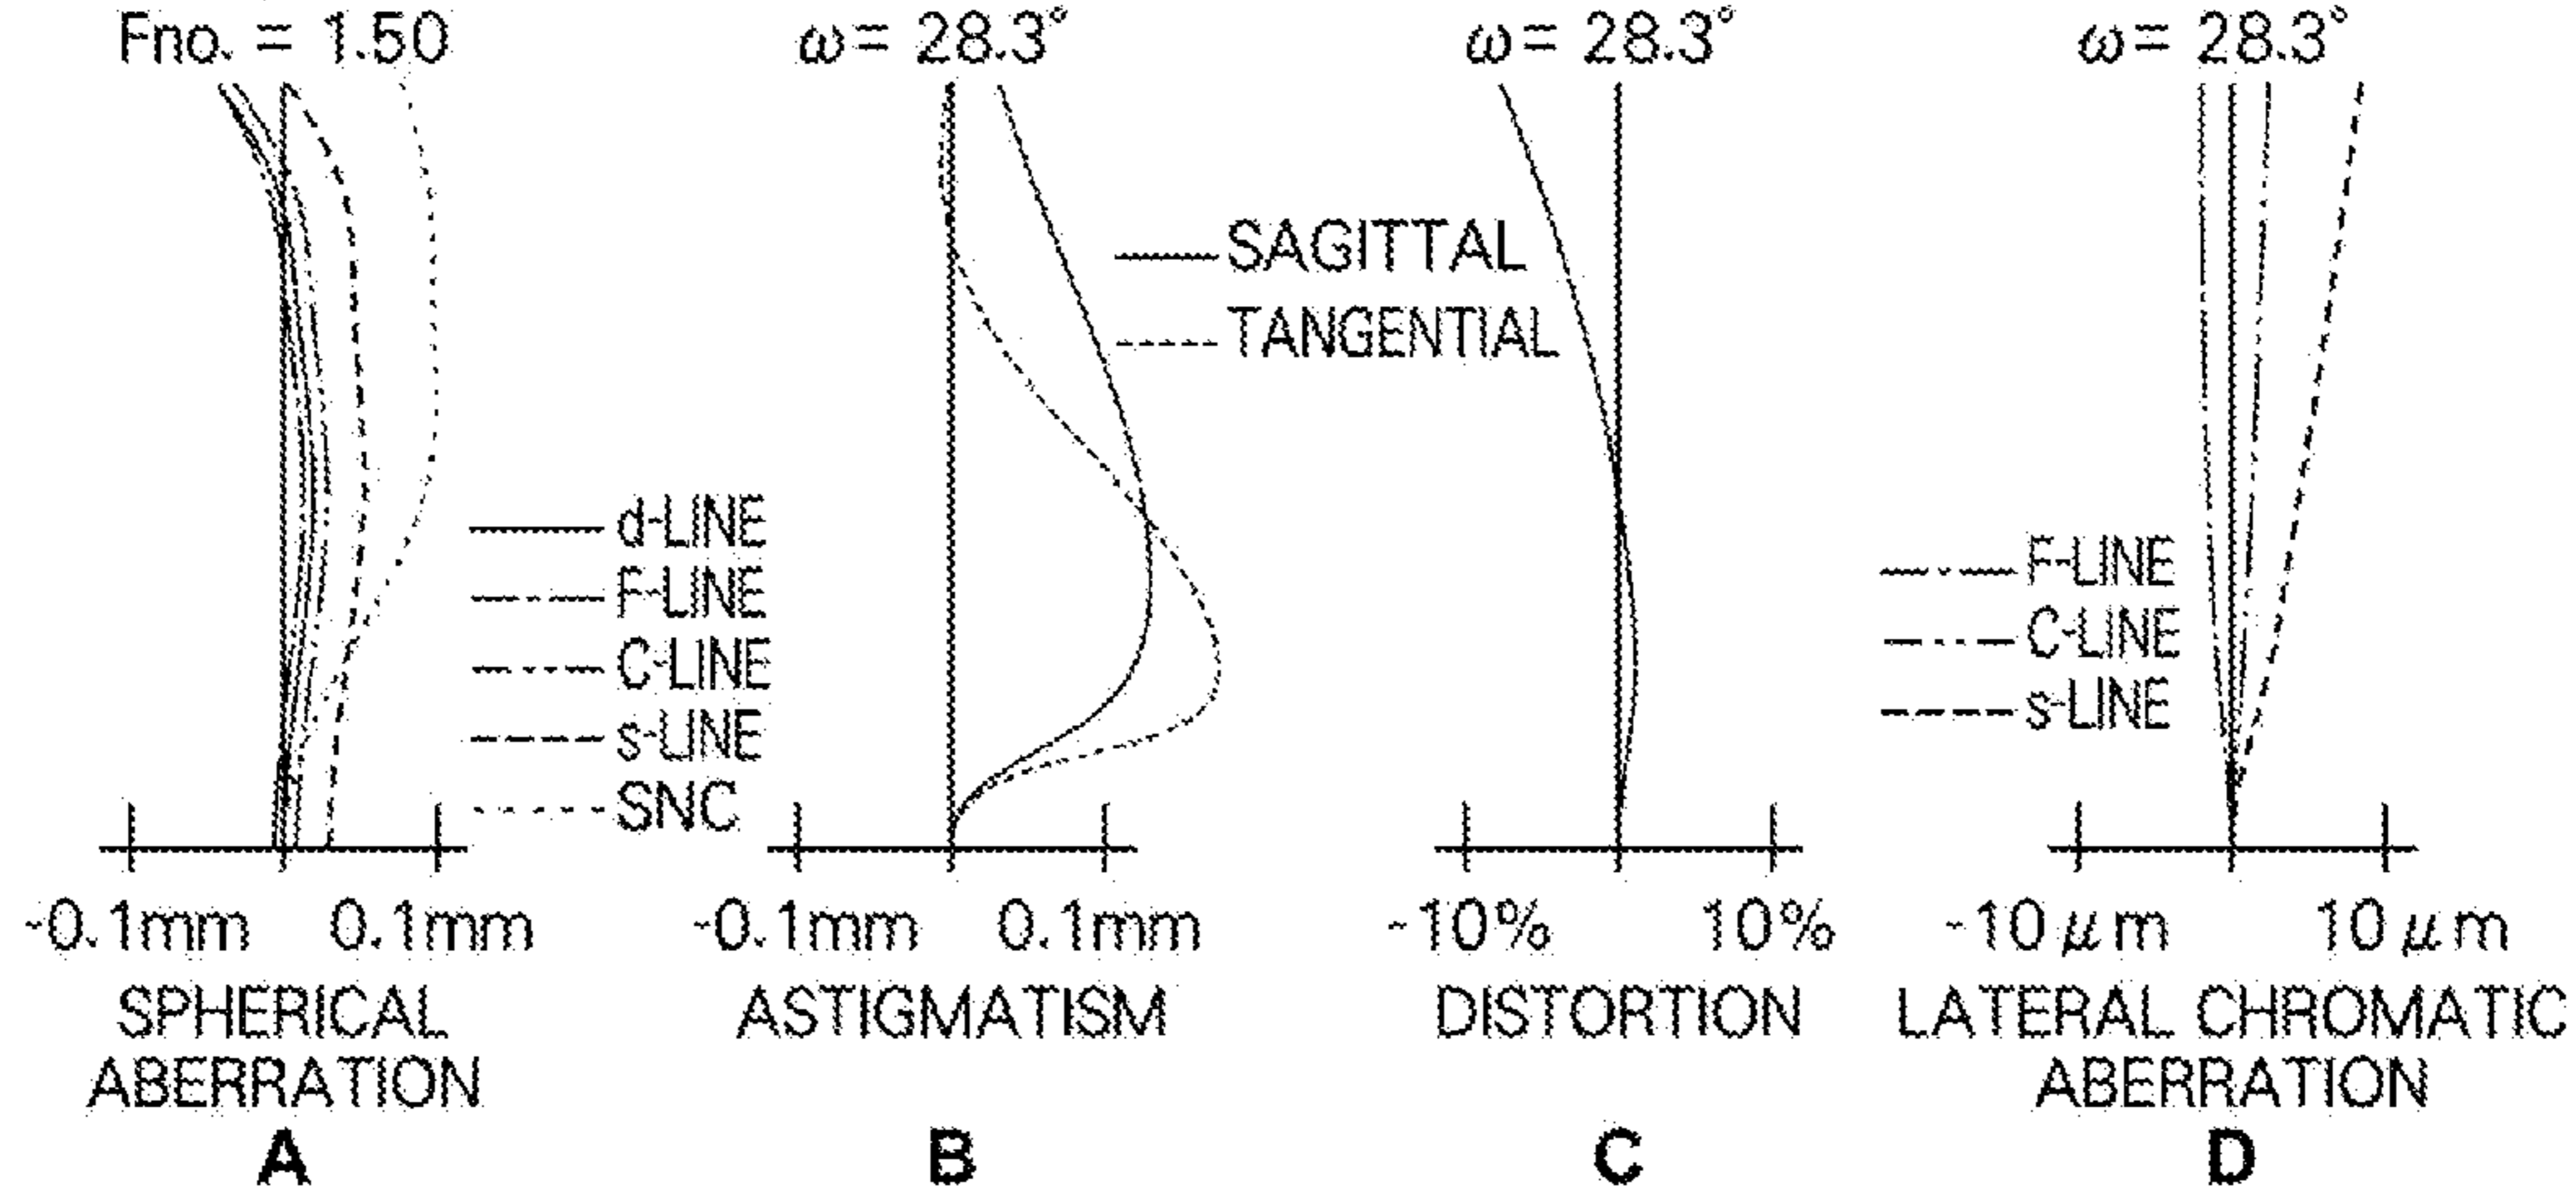 Fno. = 1.50
d-LINE
F-LINE
C-LINE
s-LINE
SNC
-0.1mm 0.1mm
SPHERICAL
ABERRATION
A
ω= 28.3°
SAGITTAL
TANGENTIAL
-0.1mm 0.1mm
ASTIGMATISM
B
ω= 28.3°
-10% 10%
DISTORTION
C
ω= 28.3°
F-LINE
C-LINE
s-LINE
-10 μm 10 μm
LATERAL CHROMATIC
ABERRATION
D